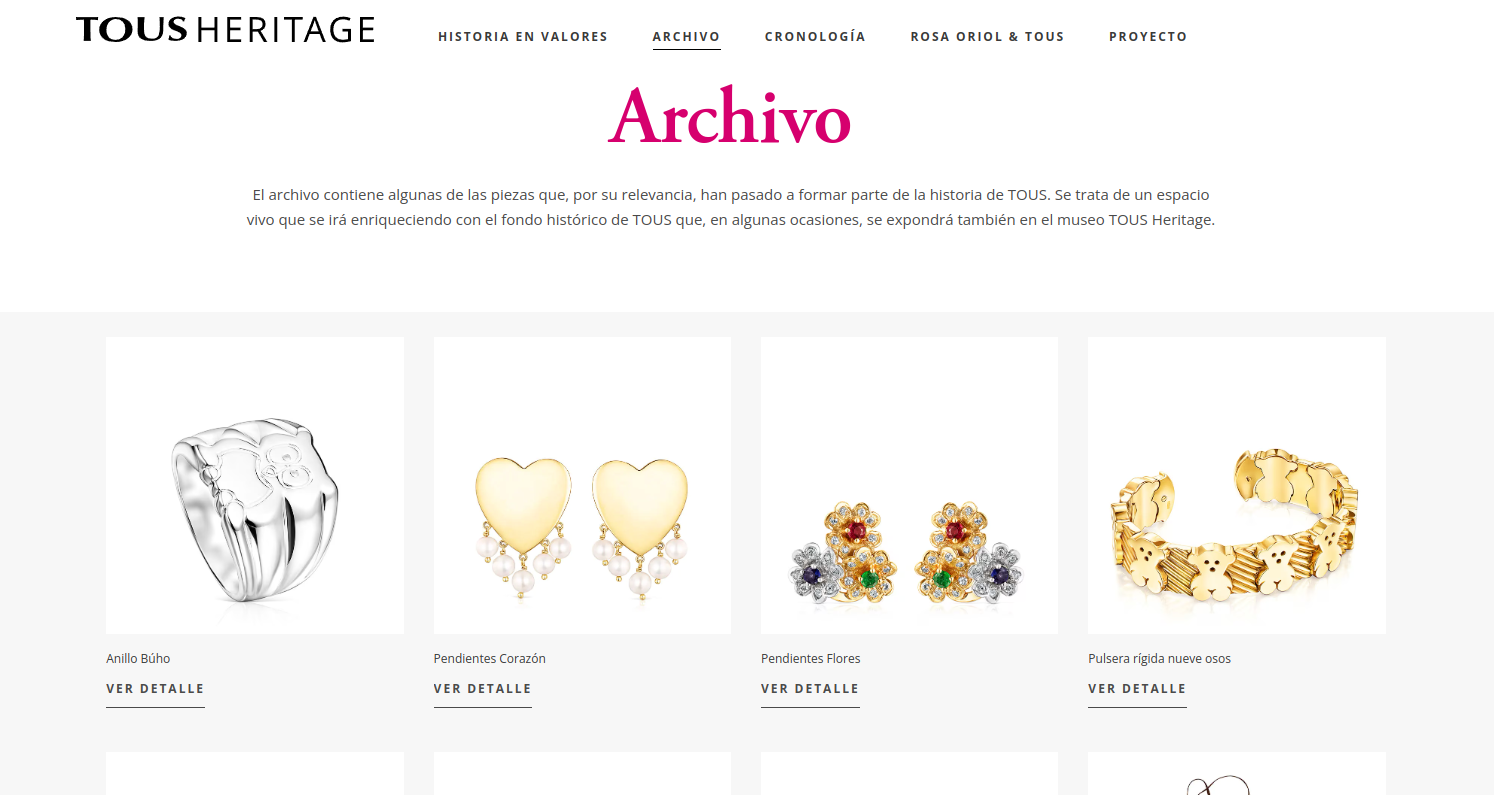 TOUS HERITAGE
HISTORIA EN VALORES
ARCHIVO
CRONOLOGÍA
ROSA ORIOL & TOUS
PROYECTO
Archivo
El archivo contiene algunas de las piezas que, por su relevancia, han pasado a formar parte de la historia de TOUS. Se trata de un espacio
vivo que se irá enriqueciendo con el fondo histórico de TOUS que, en algunas ocasiones, se expondrá también en el museo TOUS Heritage.
Anillo Búho
VER DETALLE
Pendientes Corazón
VER DETALLE
Pendientes Flores
VER DETALLE
Pulsera rígida nueve osos
VER DETALLE